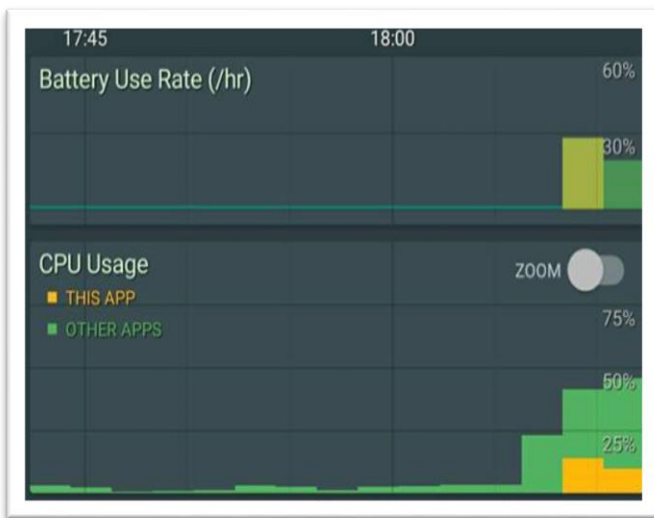 17:45 18:00
Battery Use Rate (/hr)
60%
30%
CPU Usage
ZOOM
THIS APP
OTHER APPS
75%
50%
25%